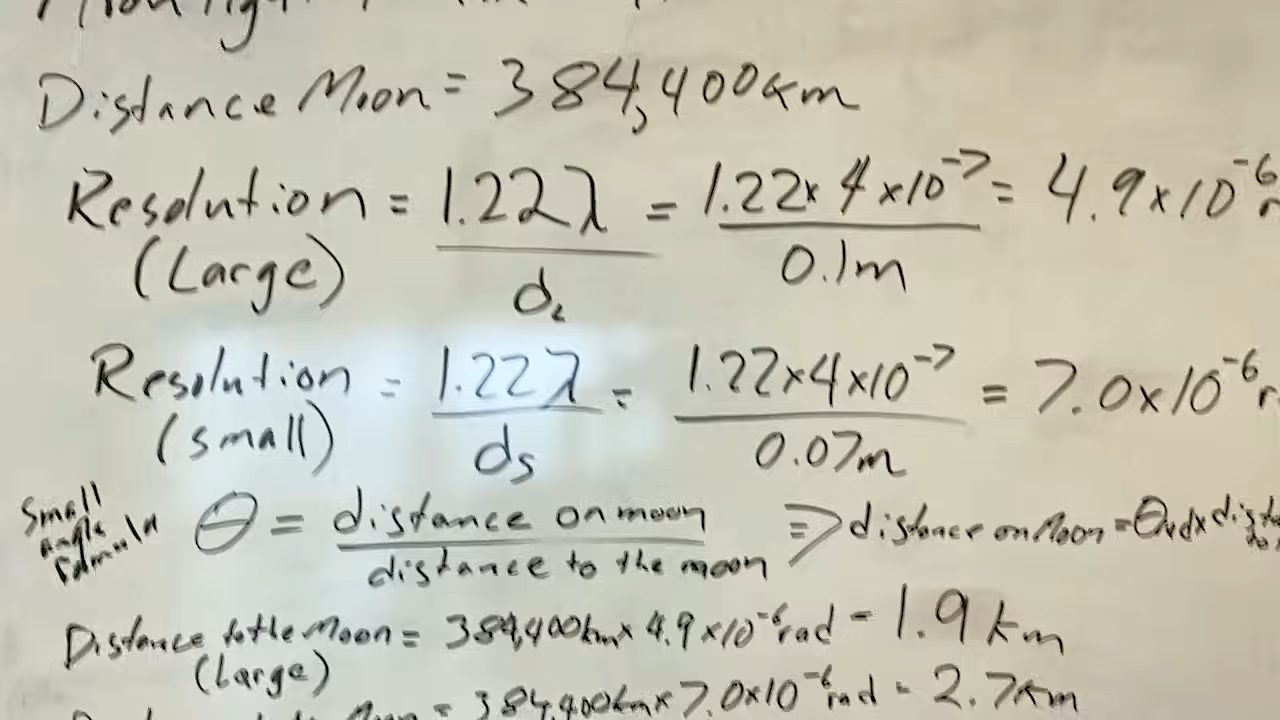 Distance Moon = 384,400km
Resolution = 1.22λ = 1.22x 4 x10⁻⁷ = 4.9x10⁻⁶
(Large) d_L 0.1m
Resolution = 1.22λ = 1.22x4x10⁻⁷ = 7.0x10⁻⁶ r
(small) d_s 0.07m
small angle formula θ = distance on moon ⇒ distance on Moon = θ x
distance to the moon
Distance to the Moon = 384,400km x 4.9x10⁻⁶ rad = 1.9 km
(Large)
= 384,400km x 7.0x10⁻⁶ rad = 2.7km